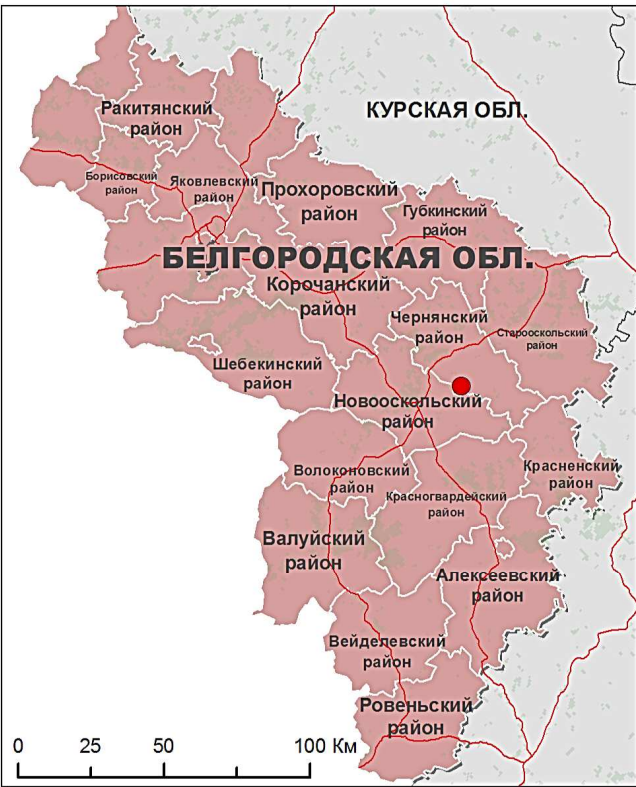 КУРСКАЯ ОБЛ.
Ракитянский
район
Борисовский
район
Яковлевский
район
Прохоровский
район
Губкинский
район
БЕЛГОРОДСКАЯ ОБЛ.
Корочанский
район
Чернянский
район
Старооскольский
район
Шебекинский
район
Новооскольский
район
Волоконовский
район
Красногвардейский
район
Красненский
район
Валуйский
район
Алексеевский
район
Вейделевский
район
Ровеньский
район
0 25 50 100 Км